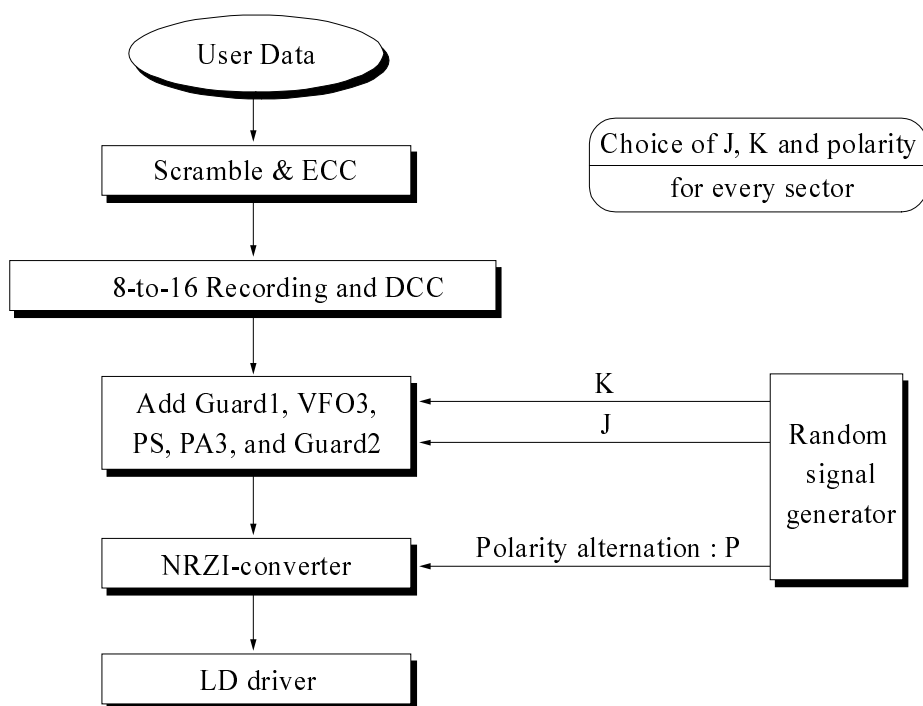 User Data
Scramble & ECC
Choice of J, K and polarity
for every sector
8-to-16 Recording and DCC
Add Guard1, VFO3,
PS, PA3, and Guard2
K
J
Random
signal
generator
NRZI-converter
Polarity alternation : P
LD driver